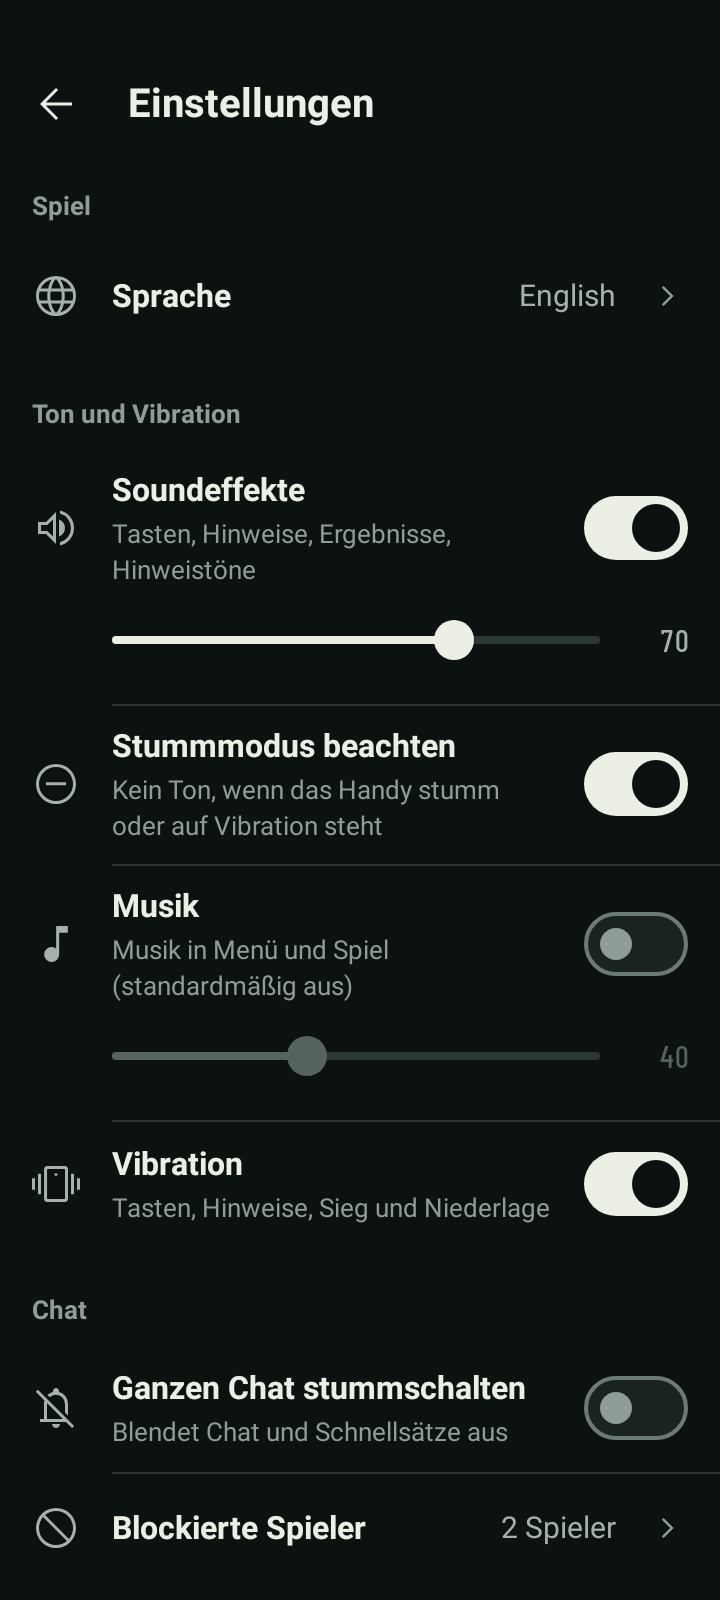 Einstellungen
Spiel
Sprache
English
Ton und Vibration
Soundeffekte
Tasten, Hinweise, Ergebnisse,
Hinweistöne
70
Stummmodus beachten
Kein Ton, wenn das Handy stumm
oder auf Vibration steht
Musik
Musik in Menü und Spiel
(standardmäßig aus)
40
Vibration
Tasten, Hinweise, Sieg und Niederlage
Chat
Ganzen Chat stummschalten
Blendet Chat und Schnellsätze aus
Blockierte Spieler
2 Spieler